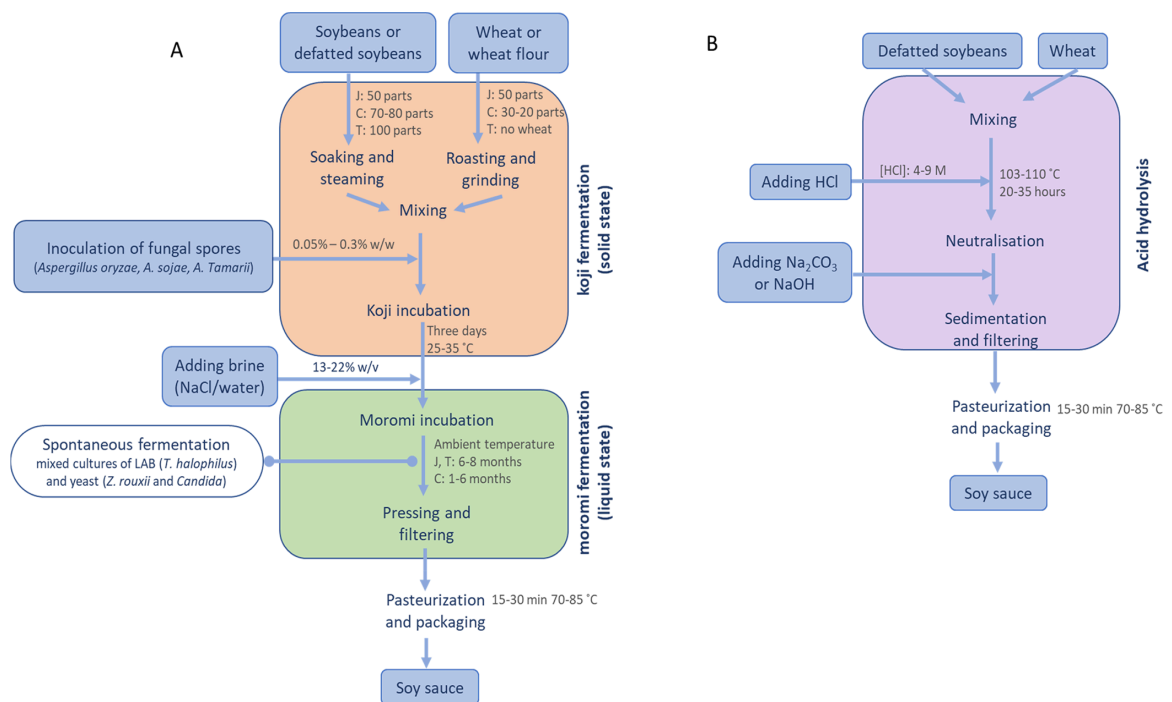 A
Soybeans or
defatted soybeans
Wheat or
wheat flour
J: 50 parts
C: 70-80 parts
T: 100 parts
J: 50 parts
C: 30-20 parts
T: no wheat
Soaking and
steaming
Roasting and
grinding
Mixing
Inoculation of fungal spores
(Aspergillus oryzae, A. sojae, A. Tamarii)
0.05% – 0.3% w/w
Koji incubation
Three days
25-35 ˚C
koji fermentation
(solid state)
Adding brine
(NaCl/water)
13-22% w/v
Moromi incubation
Spontaneous fermentation
mixed cultures of LAB (T. halophilus)
and yeast (Z. rouxii and Candida)
Ambient temperature
J, T: 6-8 months
C: 1-6 months
Pressing and
filtering
moromi fermentation
(liquid state)
Pasteurization
and packaging
15-30 min 70-85 ˚C
Soy sauce
B
Defatted soybeans
Wheat
Mixing
Adding HCl
[HCl]: 4-9 M
103-110 ˚C
20-35 hours
Neutralisation
Adding Na₂CO₃
or NaOH
Sedimentation
and filtering
Acid hydrolysis
Pasteurization
and packaging
15-30 min 70-85 ˚C
Soy sauce